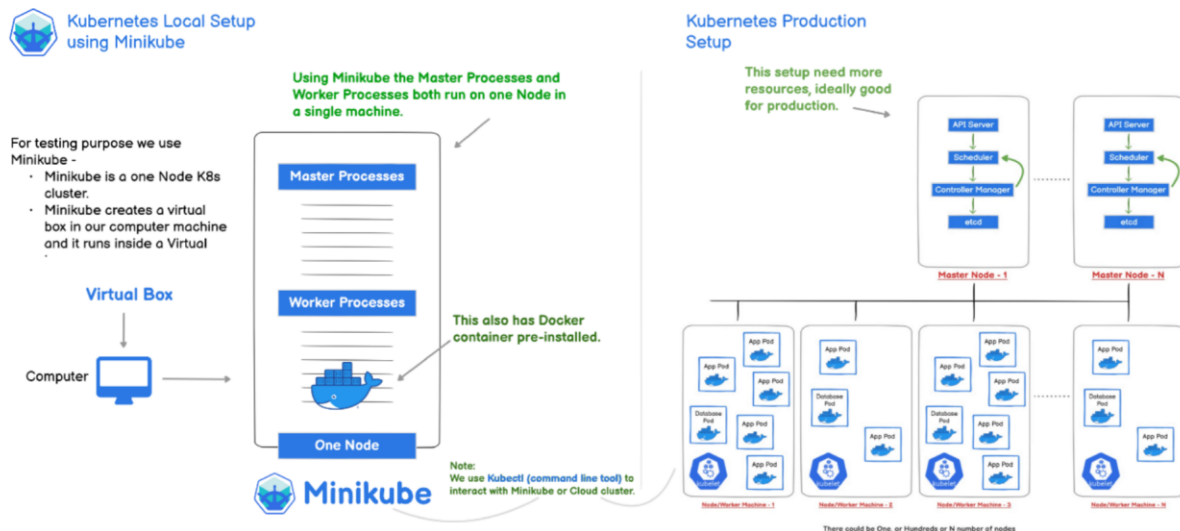 Kubernetes Local Setup
using Minikube
Using Minikube the Master Processes and
Worker Processes both run on one Node in
a single machine.
For testing purpose we use
Minikube -
• Minikube is a one Node K8s
cluster.
• Minikube creates a virtual
box in our computer machine
and it runs inside a Virtual
Virtual Box
Computer
Master Processes
Worker Processes
This also has Docker
container pre-installed.
One Node
Minikube
Note:
We use Kubectl (command line tool) to
interact with Minikube or Cloud cluster.
Kubernetes Production
Setup
This setup need more
resources, ideally good
for production.
API Server
Scheduler
Controller Manager
etcd
Master Node - 1
API Server
Scheduler
Controller Manager
etcd
Master Node - N
App Pod
App Pod
App Pod
Database
Pod
App Pod
App Pod
Kubelet
Node/Worker Machine - 1
App Pod
Database
Pod
App Pod
Kubelet
Node/Worker Machine - 2
App Pod
App Pod
App Pod
Database
Pod
App Pod
App Pod
Kubelet
Node/Worker Machine - 3
App Pod
Database
Pod
App Pod
Kubelet
Node/Worker Machine - N
There could be One, or Hundreds or N number of nodes